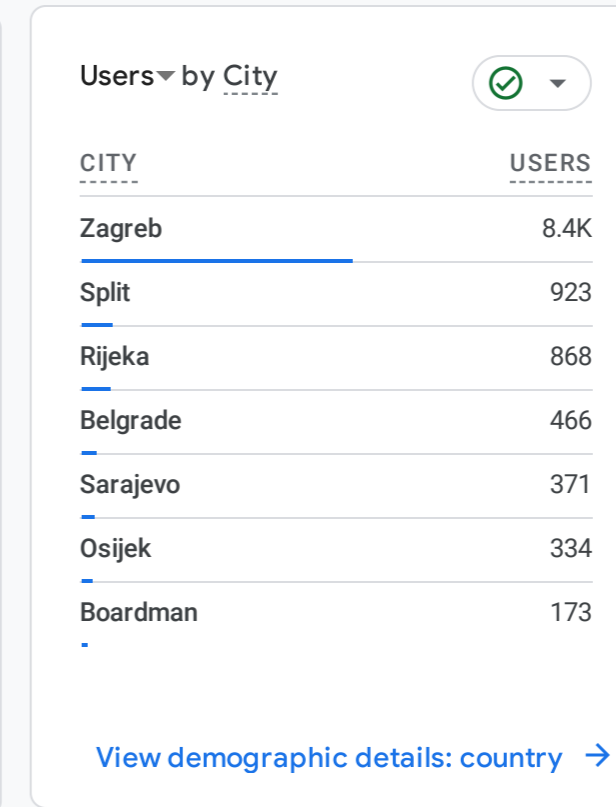 Users by City
CITY USERS
Zagreb 8.4K
Split 923
Rijeka 868
Belgrade 466
Sarajevo 371
Osijek 334
Boardman 173
View demographic details: country →